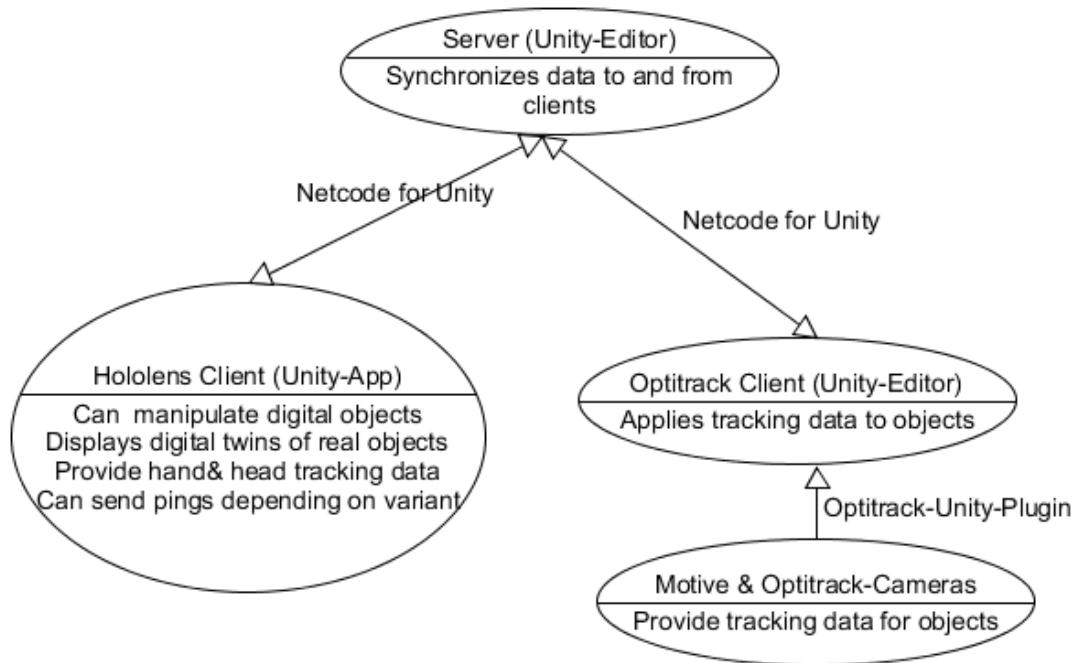 Server (Unity-Editor)
Synchronizes data to and from
clients
Netcode for Unity
Netcode for Unity
Hololens Client (Unity-App)
Can manipulate digital objects
Displays digital twins of real objects
Provide hand& head tracking data
Can send pings depending on variant
Optitrack Client (Unity-Editor)
Applies tracking data to objects
Optitrack-Unity-Plugin
Motive & Optitrack-Cameras
Provide tracking data for objects